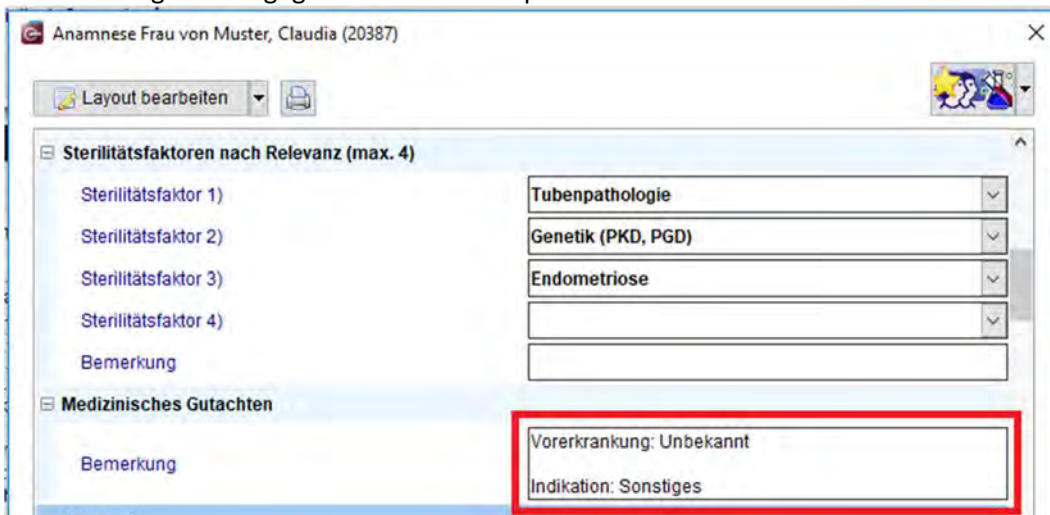 Anamnese Frau von Muster, Claudia (20387)
Layout bearbeiten
Sterilitätsfaktoren nach Relevanz (max. 4)
Sterilitätsfaktor 1) Tubenpathologie
Sterilitätsfaktor 2) Genetik (PKD, PGD)
Sterilitätsfaktor 3) Endometriose
Sterilitätsfaktor 4)
Bemerkung
Medizinisches Gutachten
Bemerkung
Vorerkrankung: Unbekannt
Indikation: Sonstiges